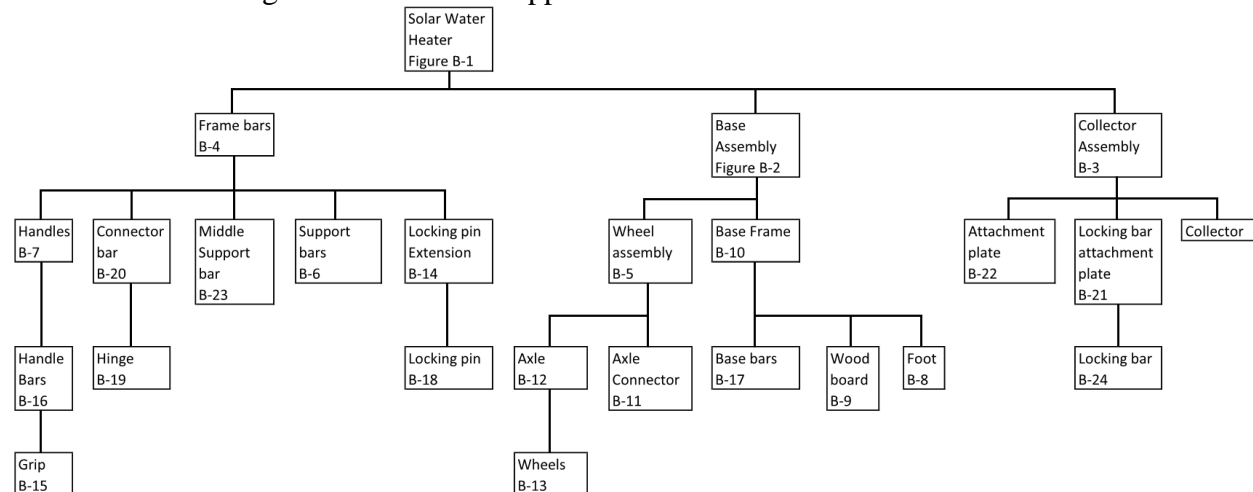 Solar Water
Heater
Figure B-1
Frame bars
B-4
Base
Assembly
Figure B-2
Collector
Assembly
B-3
Handles
B-7
Connector
bar
B-20
Middle
Support
bar
B-23
Support
bars
B-6
Locking pin
Extension
B-14
Wheel
assembly
B-5
Base Frame
B-10
Attachment
plate
B-22
Locking bar
attachment
plate
B-21
Collector
Handle
Bars
B-16
Hinge
B-19
Locking pin
B-18
Axle
B-12
Axle
Connector
B-11
Base bars
B-17
Wood
board
B-9
Foot
B-8
Locking bar
B-24
Grip
B-15
Wheels
B-13